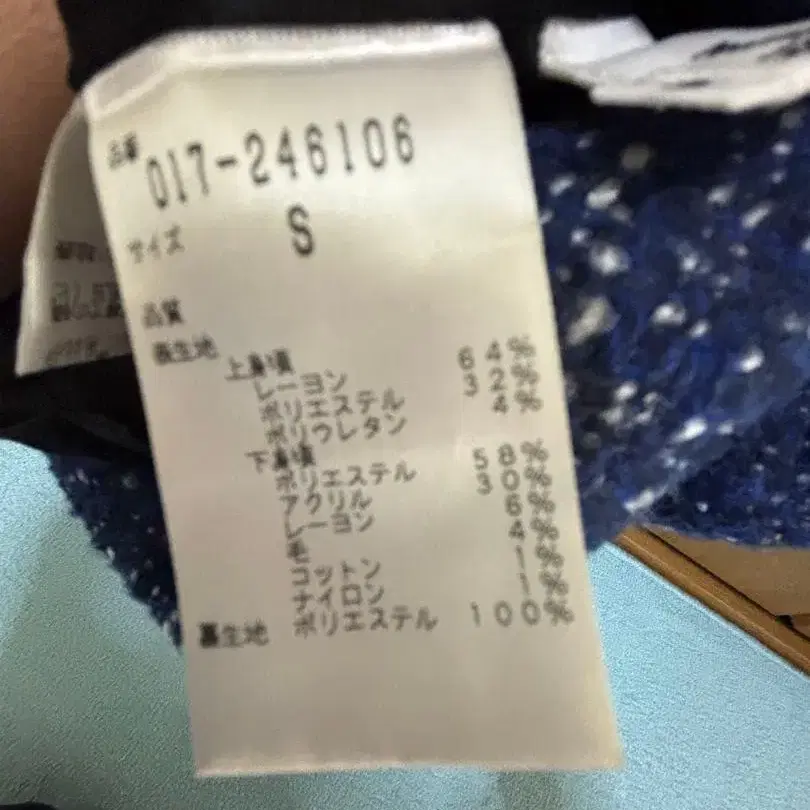 品番 017-246106
サイズ S
品質
表生地
上身頃
レーヨン 64%
ポリエステル 32%
ポリウレタン 4%
下身頃
ポリエステル 58%
アクリル 30%
レーヨン 6%
毛 4%
コットン 1%
ナイロン 1%
裏生地 ポリエステル 100%